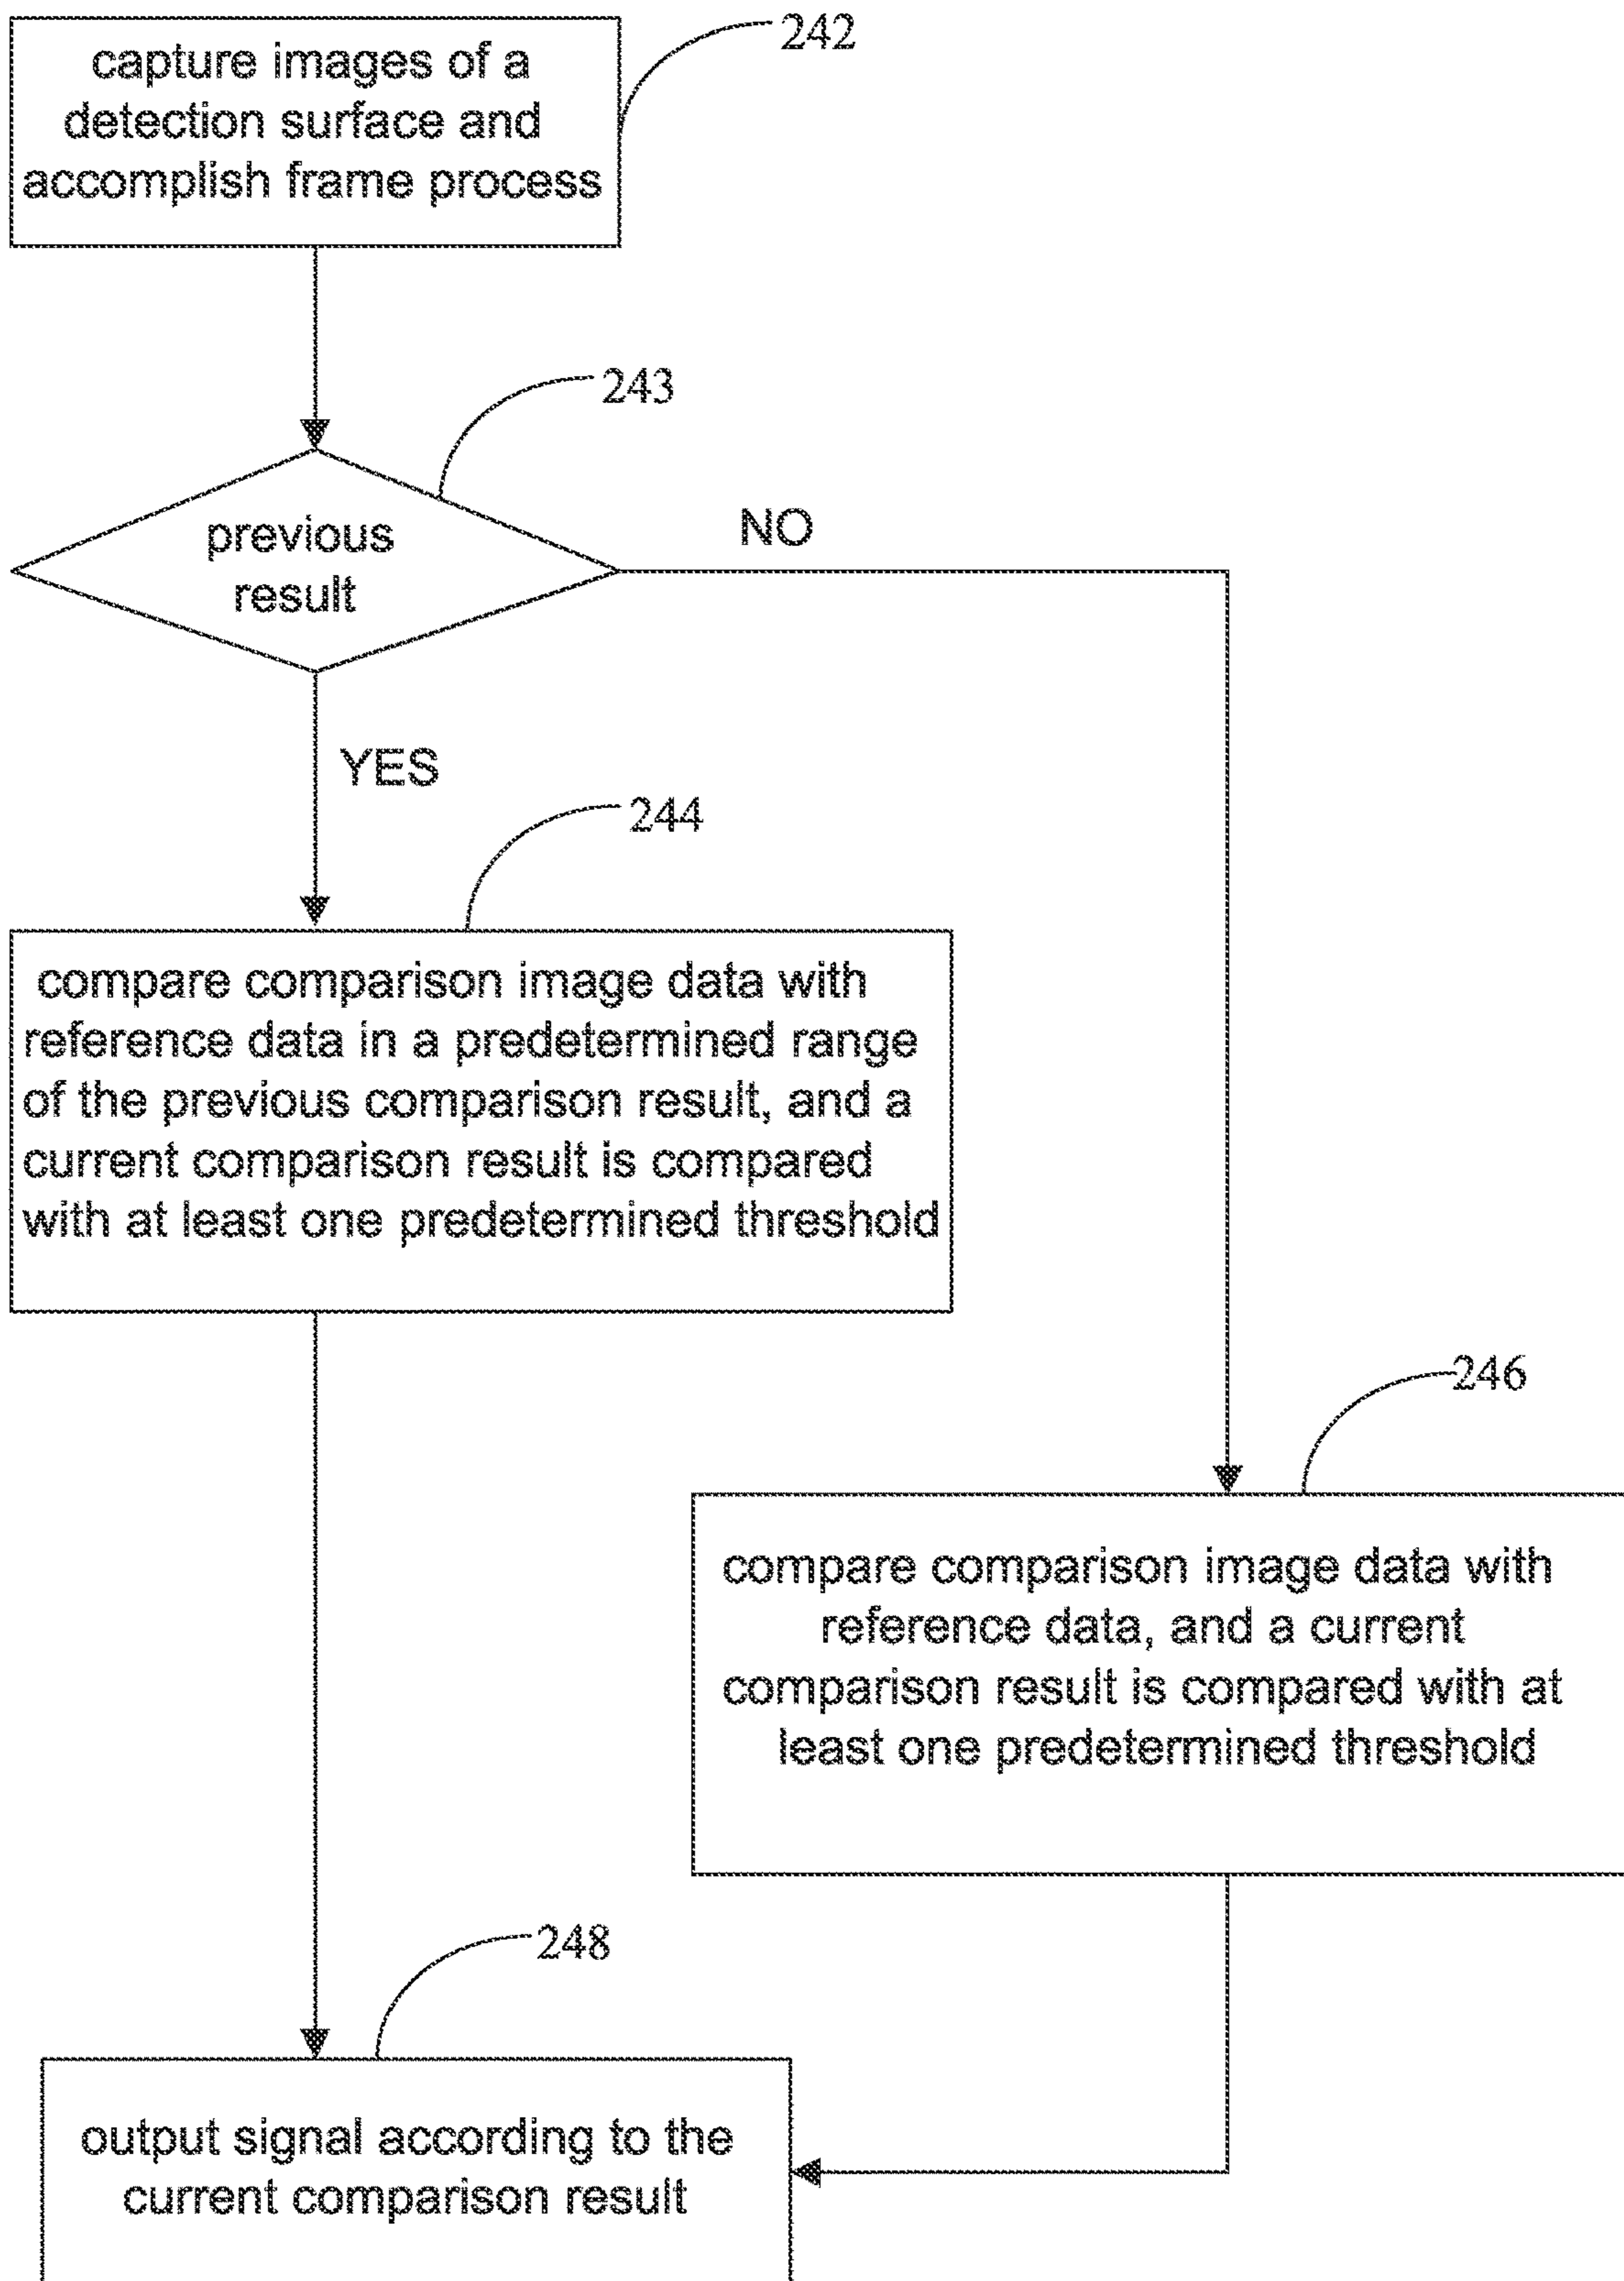 242
capture images of a
detection surface and
accomplish frame process
243
previous
result
NO
YES
244
compare comparison image data with
reference data in a predetermined range
of the previous comparison result, and a
current comparison result is compared
with at least one predetermined threshold
246
compare comparison image data with
reference data, and a current
comparison result is compared with at
least one predetermined threshold
248
output signal according to the
current comparison result